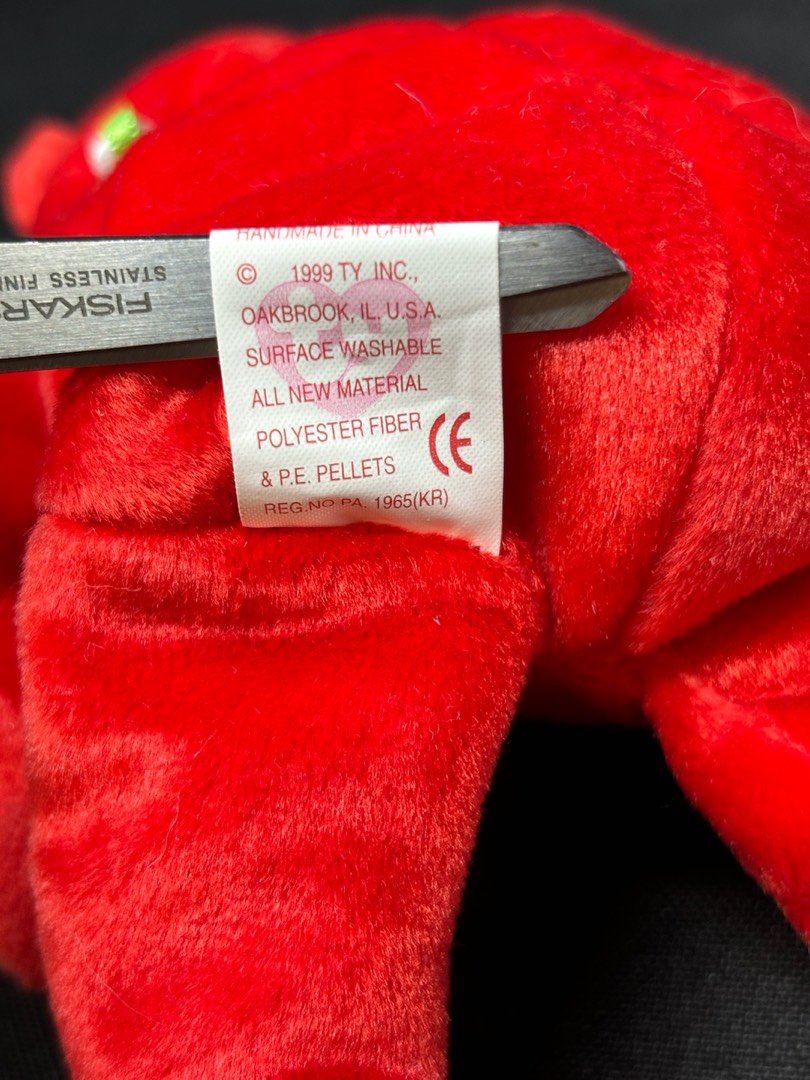 HANDMADE IN CHINA
© 1999 TY INC.,
OAKBROOK, IL, U.S.A.
SURFACE WASHABLE
ALL NEW MATERIAL
POLYESTER FIBER
& P.E. PELLETS
CE
REG.NO PA. 1965(KR)
FISKARS
STAINLESS